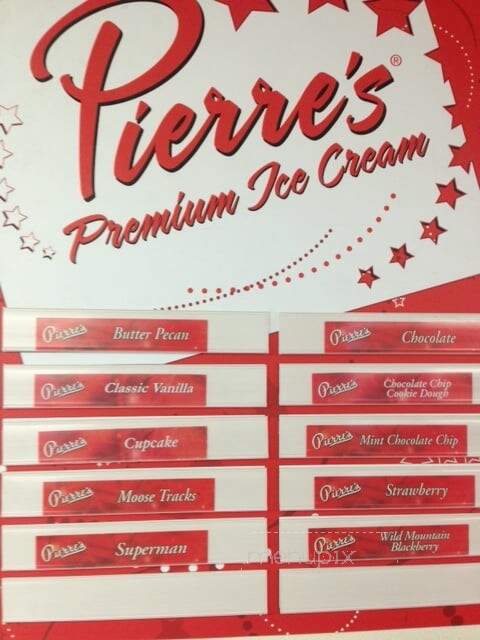 Pierre's®
Premium Ice Cream
Pierre's Butter Pecan
Pierre's Classic Vanilla
Pierre's Cupcake
Pierre's Moose Tracks
Pierre's Superman
Pierre's Chocolate
Pierre's Chocolate Chip
Cookie Dough
Pierre's Mint Chocolate Chip
Pierre's Strawberry
Pierre's Wild Mountain
Blackberry
menupix